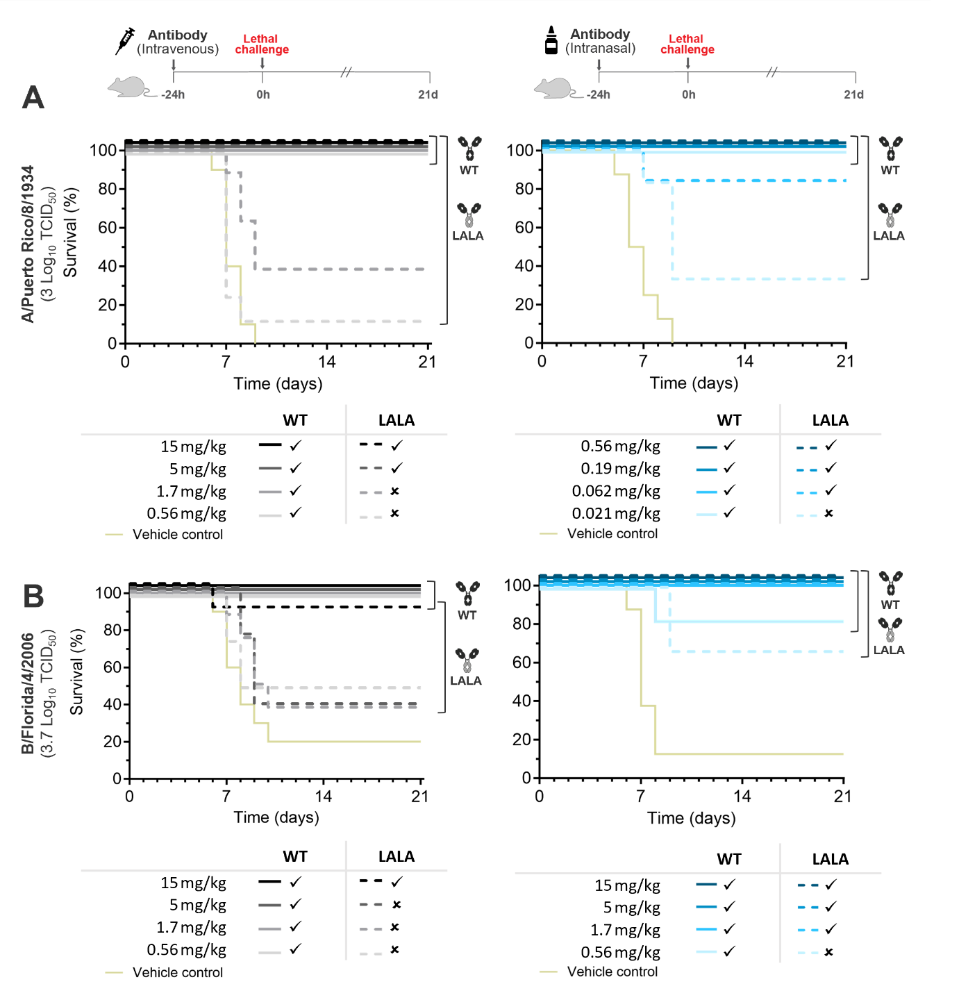 Antibody
(Intravenous)
Lethal
challenge
-24h
0h
21d
Antibody
(Intranasal)
Lethal
challenge
-24h
0h
21d
A
A/Puerto Rico/8/1934
(3 Log10 TCID50)
Survival (%)
100
80
60
40
20
0
0
7
14
21
Time (days)
WT
LALA
100
80
60
40
20
0
0
7
14
21
Time (days)
WT
LALA
WT LALA
15 mg/kg ✓ ✓
5 mg/kg ✓ ✓
1.7 mg/kg ✓ ✗
0.56 mg/kg ✓ ✗
Vehicle control
WT LALA
0.56 mg/kg ✓ ✓
0.19 mg/kg ✓ ✓
0.062 mg/kg ✓ ✓
0.021 mg/kg ✓ ✗
Vehicle control
B
B/Florida/4/2006
(3.7 Log10 TCID50)
Survival (%)
100
80
60
40
20
0
0
7
14
21
Time (days)
WT
LALA
100
80
60
40
20
0
0
7
14
21
Time (days)
WT
LALA
WT LALA
15 mg/kg ✓ ✓
5 mg/kg ✓ ✗
1.7 mg/kg ✓ ✗
0.56 mg/kg ✓ ✗
Vehicle control
WT LALA
15 mg/kg ✓ ✓
5 mg/kg ✓ ✓
1.7 mg/kg ✓ ✓
0.56 mg/kg ✓ ✗
Vehicle control